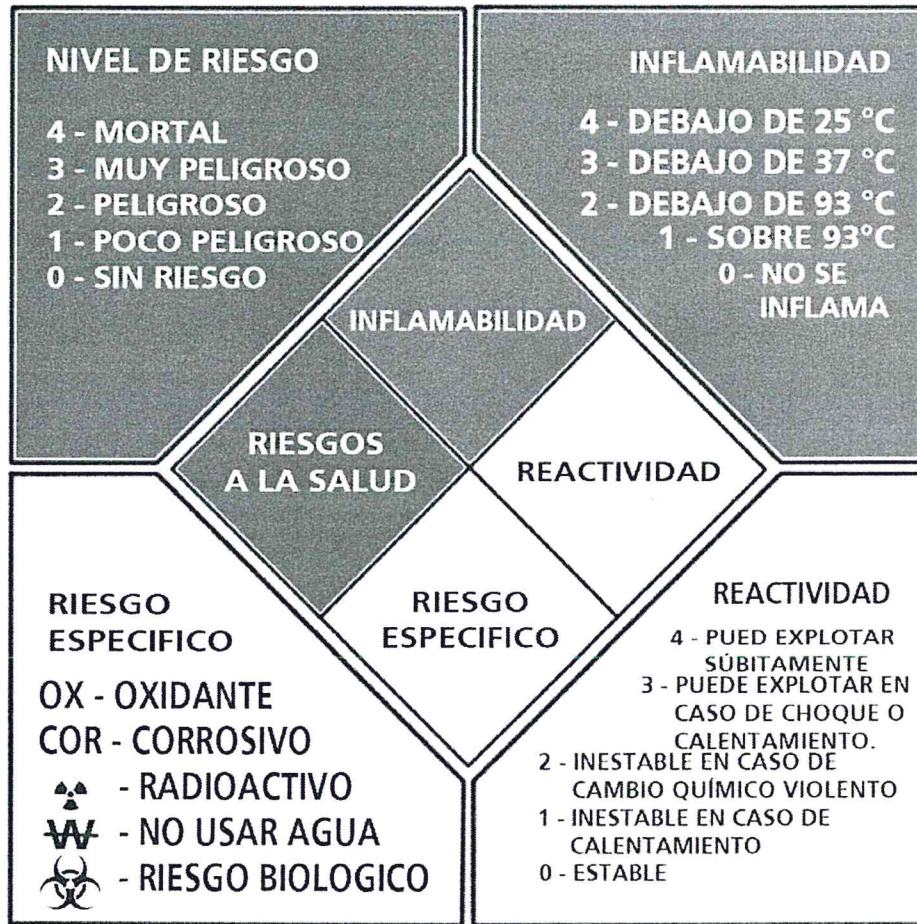 NIVEL DE RIESGO
4 - MORTAL
3 - MUY PELIGROSO
2 - PELIGROSO
1 - POCO PELIGROSO
0 - SIN RIESGO
INFLAMABILIDAD
4 - DEBAJO DE 25 °C
3 - DEBAJO DE 37 °C
2 - DEBAJO DE 93 °C
1 - SOBRE 93°C
0 - NO SE
INFLAMA
INFLAMABILIDAD
RIESGOS
A LA SALUD
REACTIVIDAD
RIESGO
ESPECIFICO
RIESGO
ESPECIFICO
OX - OXIDANTE
COR - CORROSIVO
- RADIOACTIVO
W - NO USAR AGUA
- RIESGO BIOLOGICO
REACTIVIDAD
4 - PUED EXPLOTAR
SÚBITAMENTE
3 - PUEDE EXPLOTAR EN
CASO DE CHOQUE O
CALENTAMIENTO.
2 - INESTABLE EN CASO DE
CAMBIO QUÍMICO VIOLENTO
1 - INESTABLE EN CASO DE
CALENTAMIENTO
0 - ESTABLE